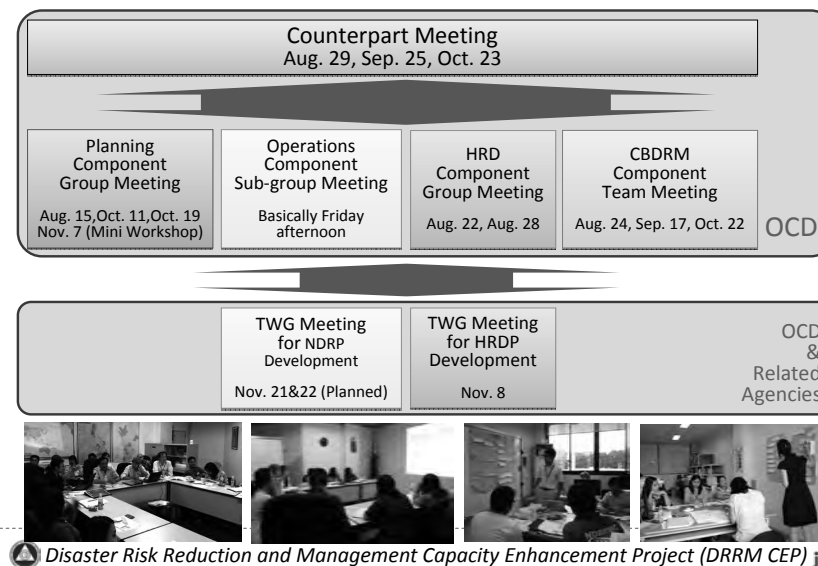 Counterpart Meeting
Aug. 29, Sep. 25, Oct. 23
Planning
Component
Group Meeting
Aug. 15,Oct. 11,Oct. 19
Nov. 7 (Mini Workshop)
Operations
Component
Sub-group Meeting
Basically Friday
afternoon
HRD
Component
Group Meeting
Aug. 22, Aug. 28
CBDRM
Component
Team Meeting
Aug. 24, Sep. 17, Oct. 22
OCD
TWG Meeting
for NDRP
Development
Nov. 21&22 (Planned)
TWG Meeting
for HRDP
Development
Nov. 8
OCD
&
Related
Agencies
Disaster Risk Reduction and Management Capacity Enhancement Project (DRRM CEP)